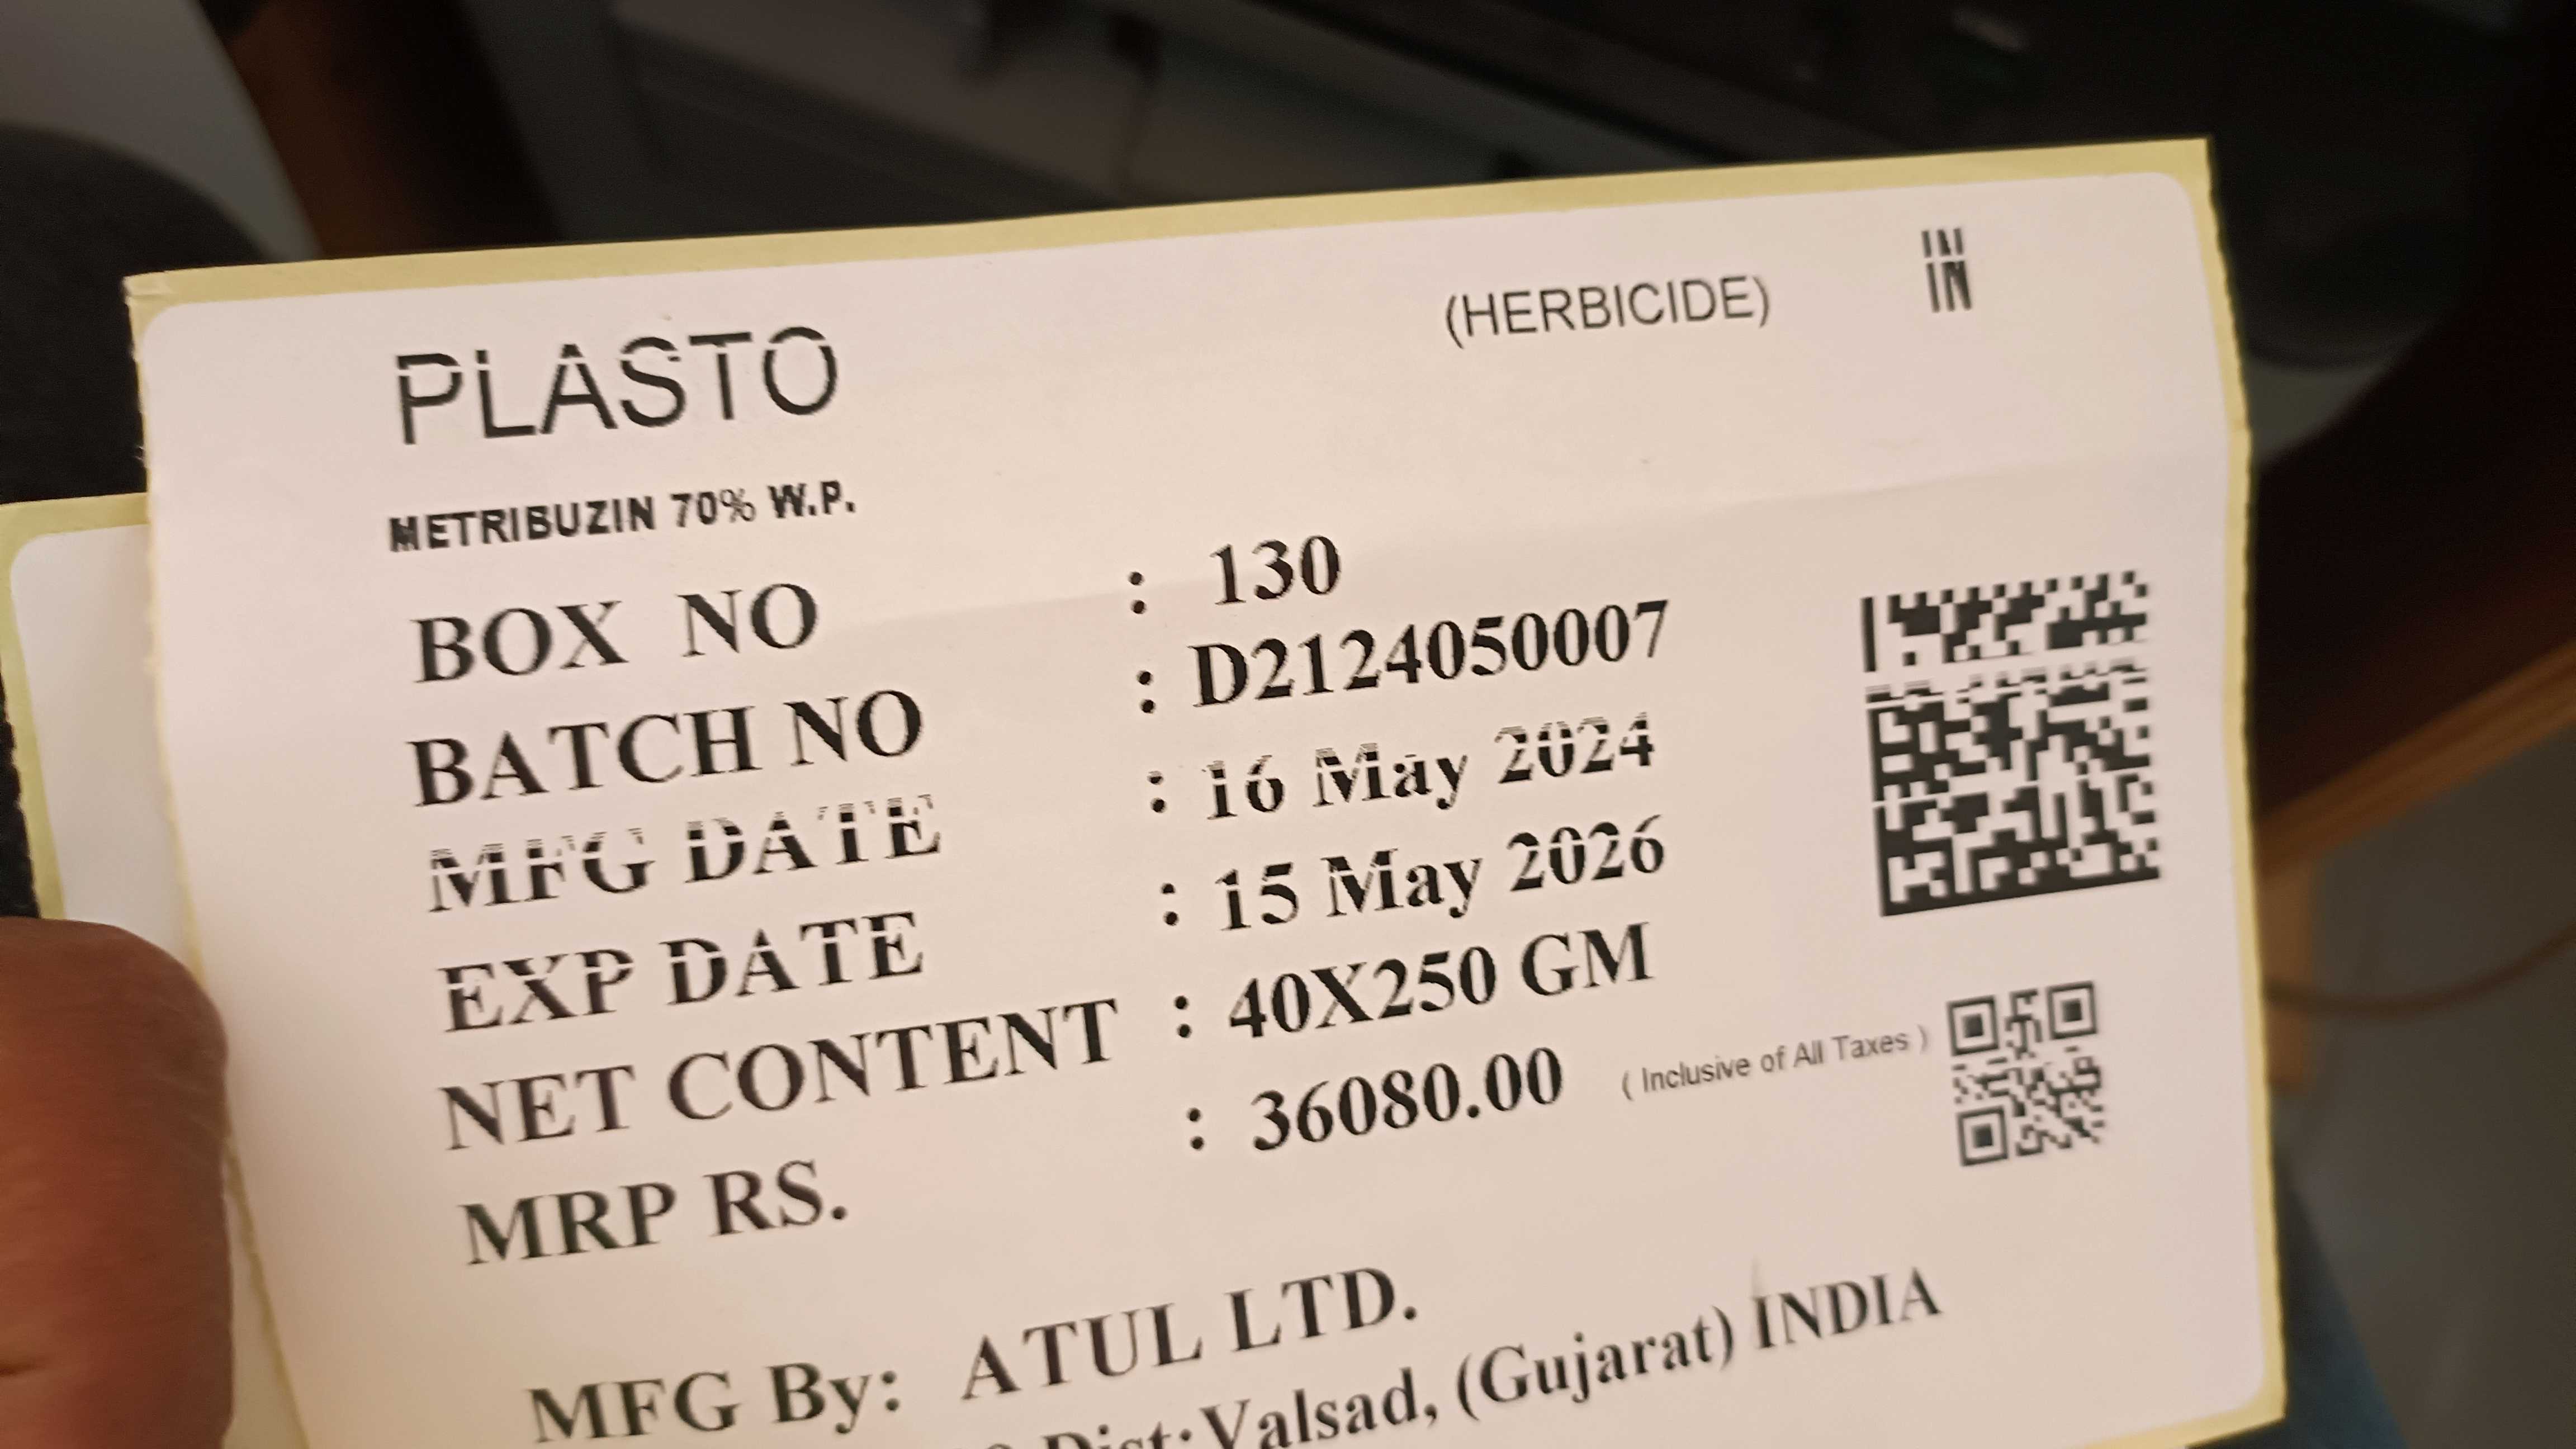 PLASTO (HERBICIDE) IN
METRIBUZIN 70% W.P.
BOX NO : 130
BATCH NO : D2124050007
MFG DATE : 16 May 2024
EXP DATE : 15 May 2026
NET CONTENT : 40X250 GM
MRP RS. : 36080.00 ( Inclusive of All Taxes )
MFG By: ATUL LTD.
Dist: Valsad, (Gujarat) INDIA